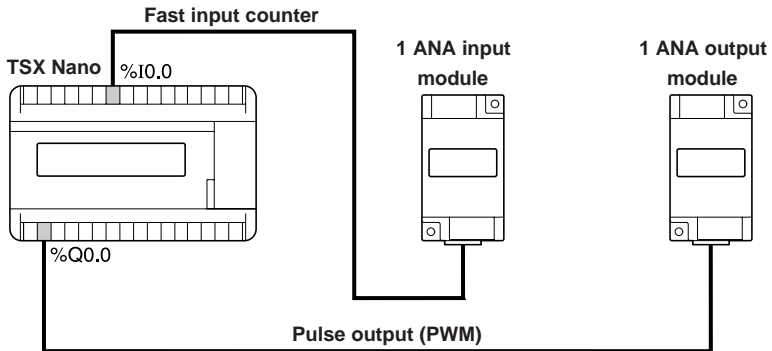 Fast input counter
TSX Nano
%I0.0
1 ANA input
module
1 ANA output
module
%Q0.0
Pulse output (PWM)